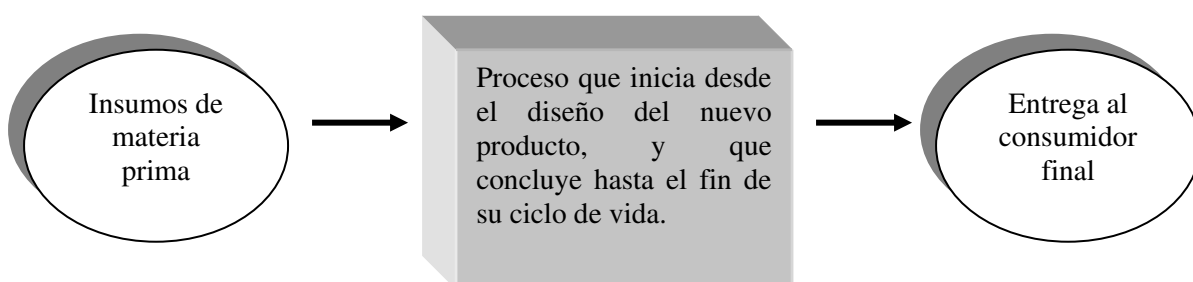 Insumos de
materia
prima
Proceso que inicia desde
el diseño del nuevo
producto, y que
concluye hasta el fin de
su ciclo de vida.
Entrega al
consumidor
final